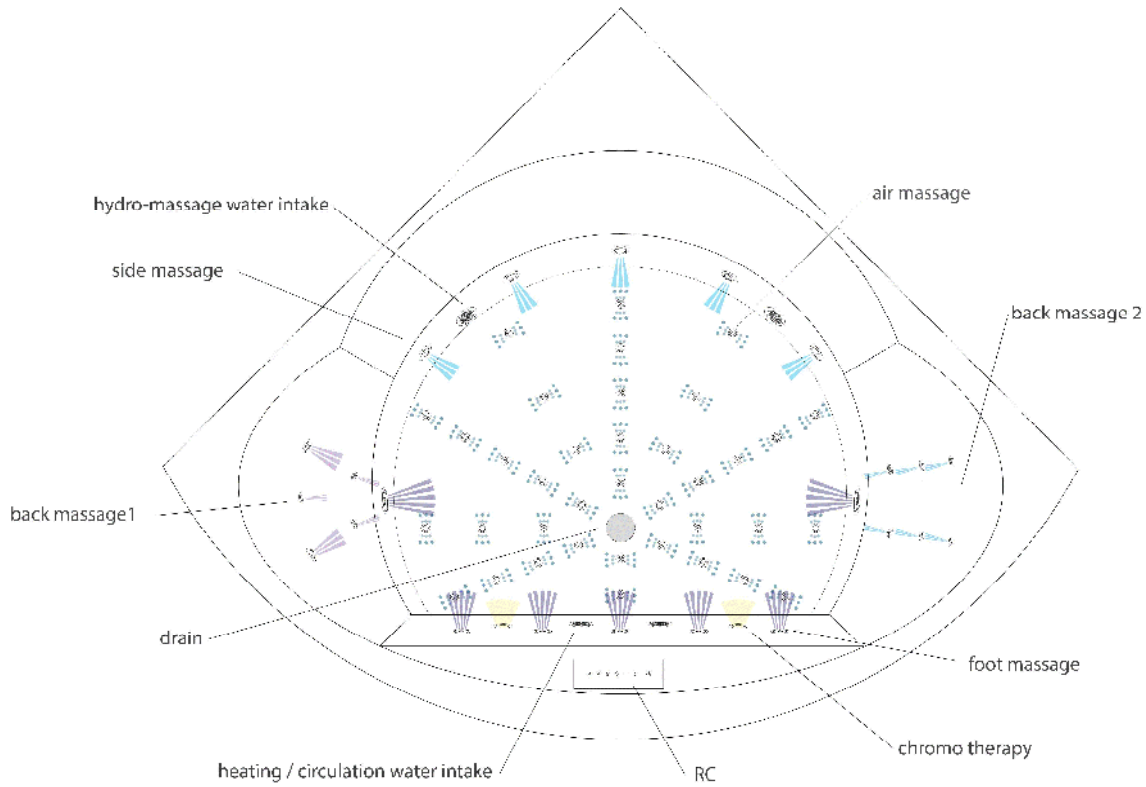 hydro-massage water intake
air massage
side massage
back massage 2
back massage1
drain
foot massage
chromo therapy
heating / circulation water intake
RC